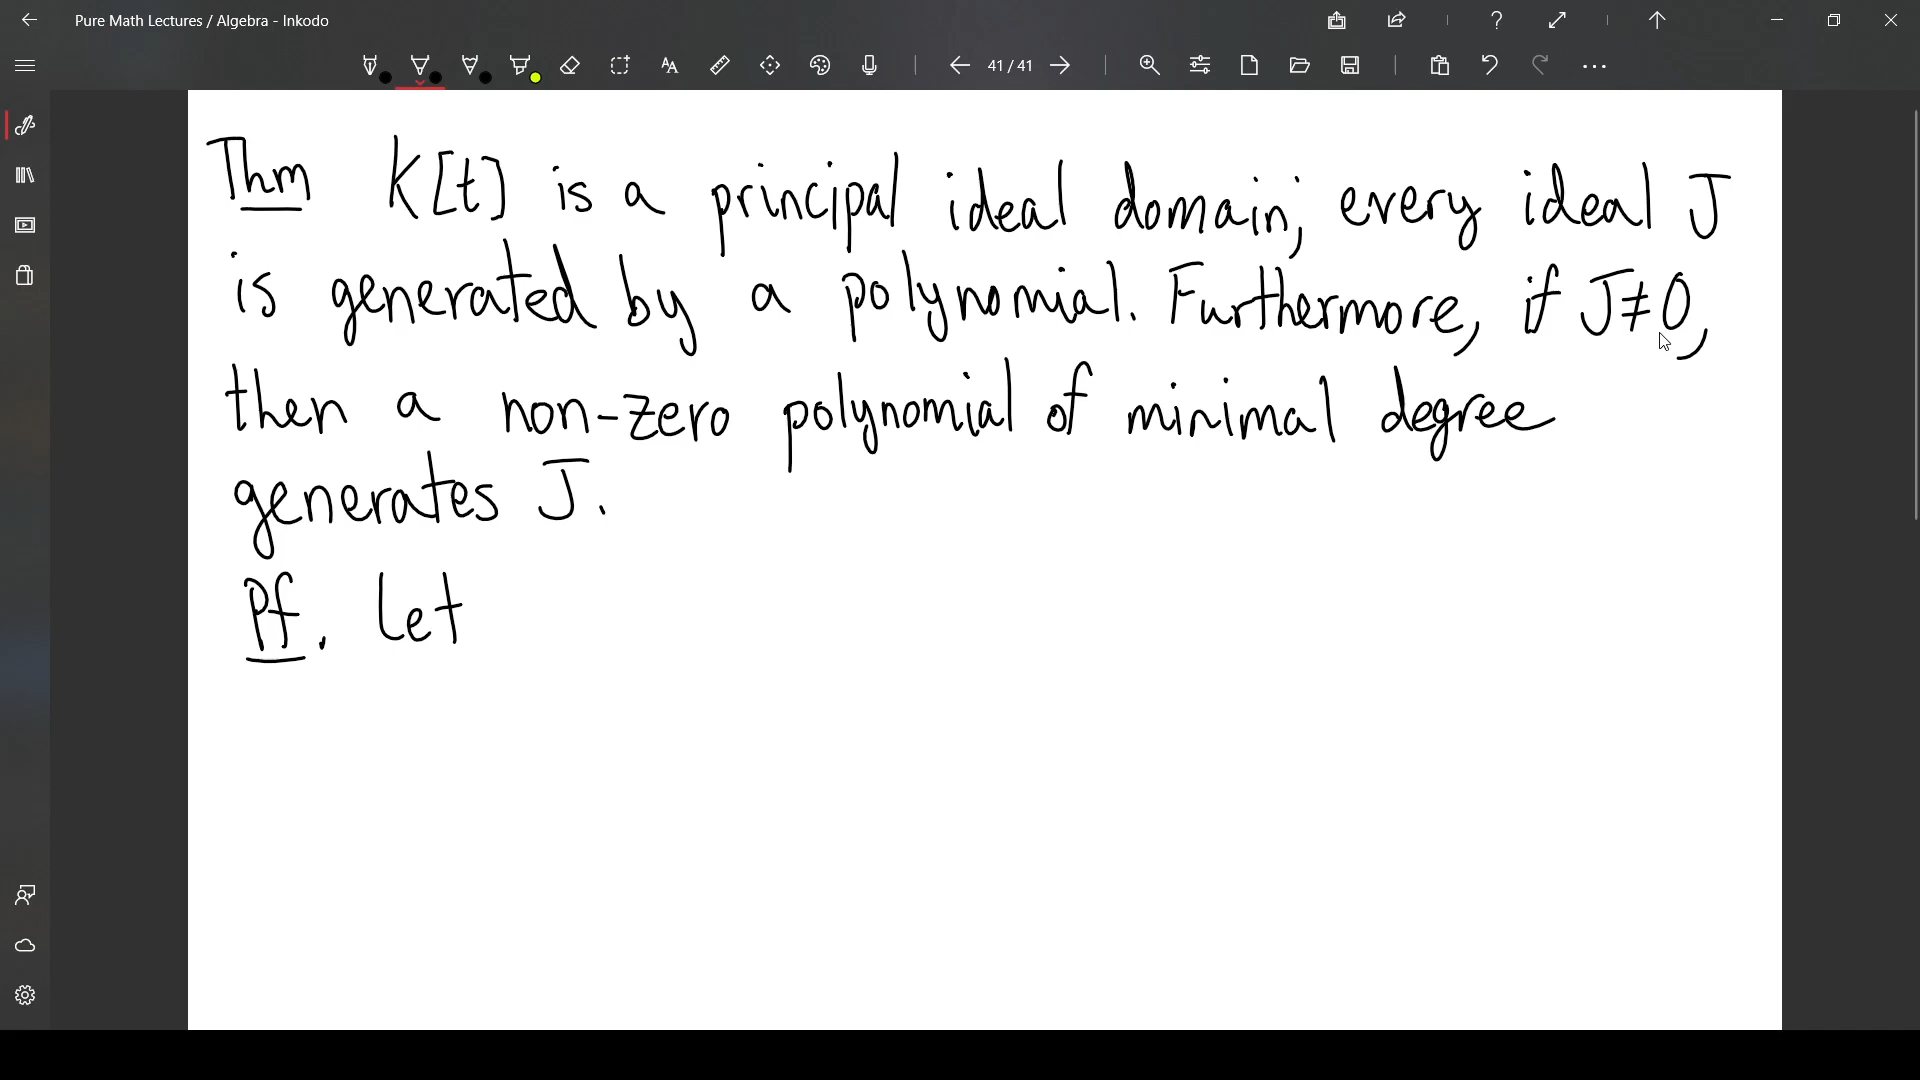 Pure Math Lectures / Algebra - Inkodo
41 / 41
Thm K[t] is a principal ideal domain; every ideal J
is generated by a polynomial. Furthermore, if J≠0,
then a non-zero polynomial of minimal degree
generates J.
Pf. Let